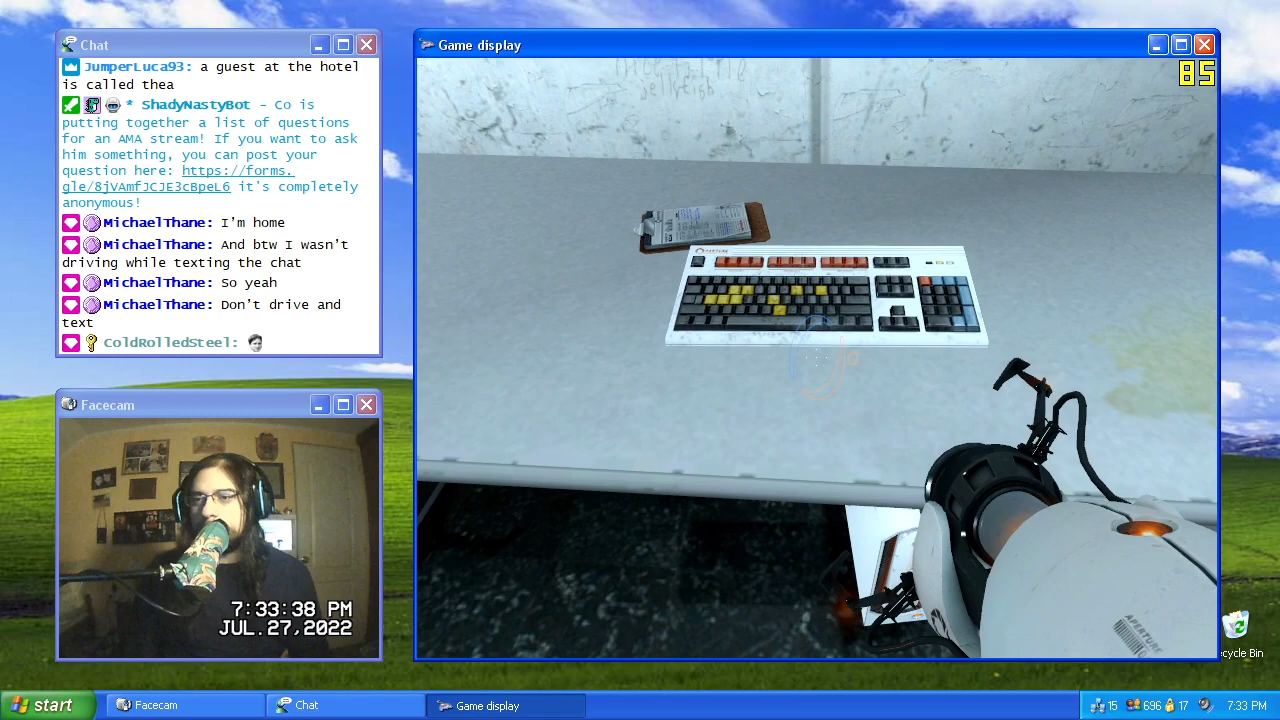 Chat
JumperLuca93: a guest at the hotel
is called thea
* ShadyNastyBot - Co is
putting together a list of questions
for an AMA stream! If you want to ask
him something, you can post your
question here: https://forms.
gle/8jVAmfJCJE3cBpeL6 it's completely
anonymous!
MichaelThane: I'm home
MichaelThane: And btw I wasn't
driving while texting the chat
MichaelThane: So yeah
MichaelThane: Don't drive and
text
ColdRolledSteel:
Facecam
7:33:38 PM
JUL.27,2022
Game display
85
APERTURE
Recycle Bin
start
Facecam
Chat
Game display
15
696
17
7:33 PM